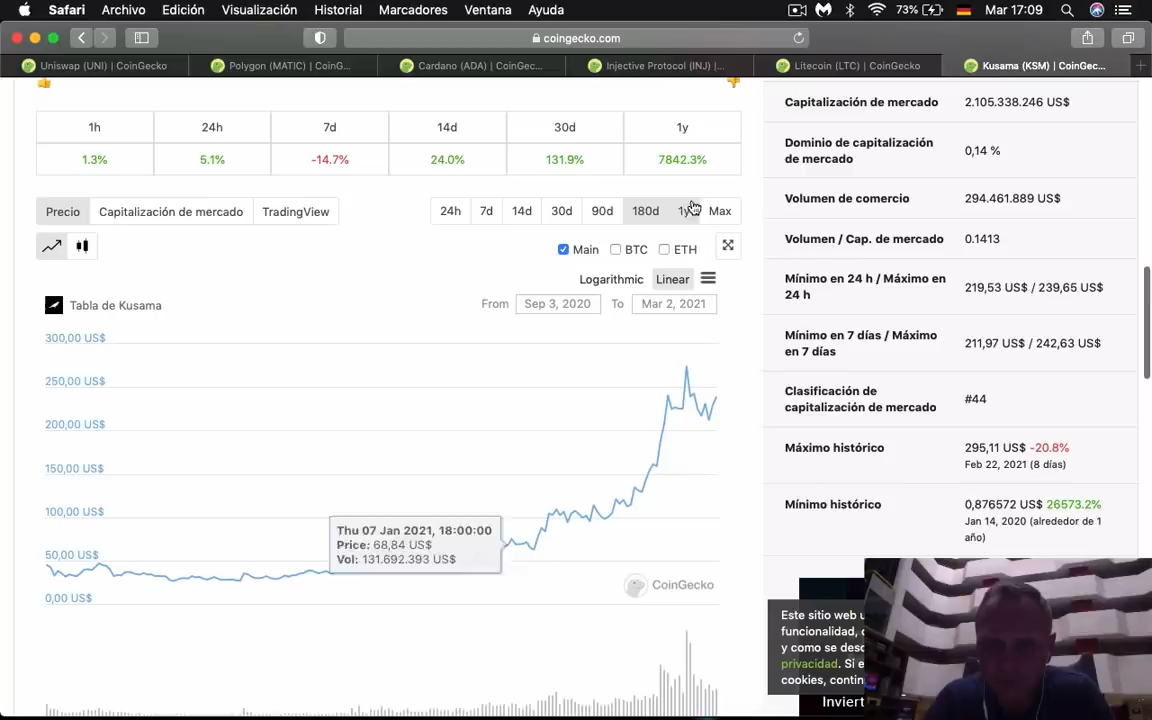 Safari Archivo Edición Visualización Historial Marcadores Ventana Ayuda 73% Mar 17:09
coingecko.com
Uniswap (UNI) | CoinGecko
Polygon (MATIC) | CoinG...
Cardano (ADA) | CoinGec...
Injective Protocol (INJ) |...
Litecoin (LTC) | CoinGecko
Kusama (KSM) | CoinGec...
1h 24h 7d 14d 30d 1y
1.3% 5.1% -14.7% 24.0% 131.9% 7842.3%
Precio Capitalización de mercado TradingView
24h 7d 14d 30d 90d 180d 1y Max
Main BTC ETH
Logarithmic Linear
Tabla de Kusama
From Sep 3, 2020 To Mar 2, 2021
300,00 US$
250,00 US$
200,00 US$
150,00 US$
100,00 US$
50,00 US$
0,00 US$
Thu 07 Jan 2021, 18:00:00
Price: 68,84 US$
Vol: 131.692.393 US$
CoinGecko
Capitalización de mercado 2.105.338.246 US$
Dominio de capitalización
de mercado
0,14 %
Volumen de comercio 294.461.889 US$
Volumen / Cap. de mercado 0.1413
Mínimo en 24 h / Máximo en
24 h
219,53 US$ / 239,65 US$
Mínimo en 7 días / Máximo
en 7 días
211,97 US$ / 242,63 US$
Clasificación de
capitalización de mercado
#44
Máximo histórico 295,11 US$ -20.8%
Feb 22, 2021 (8 días)
Mínimo histórico 0,876572 US$ 26573.2%
Jan 14, 2020 (alrededor de 1
año)
Este sitio web u
funcionalidad,
y como se desc
privacidad. Si e
cookies, contin
Inviert